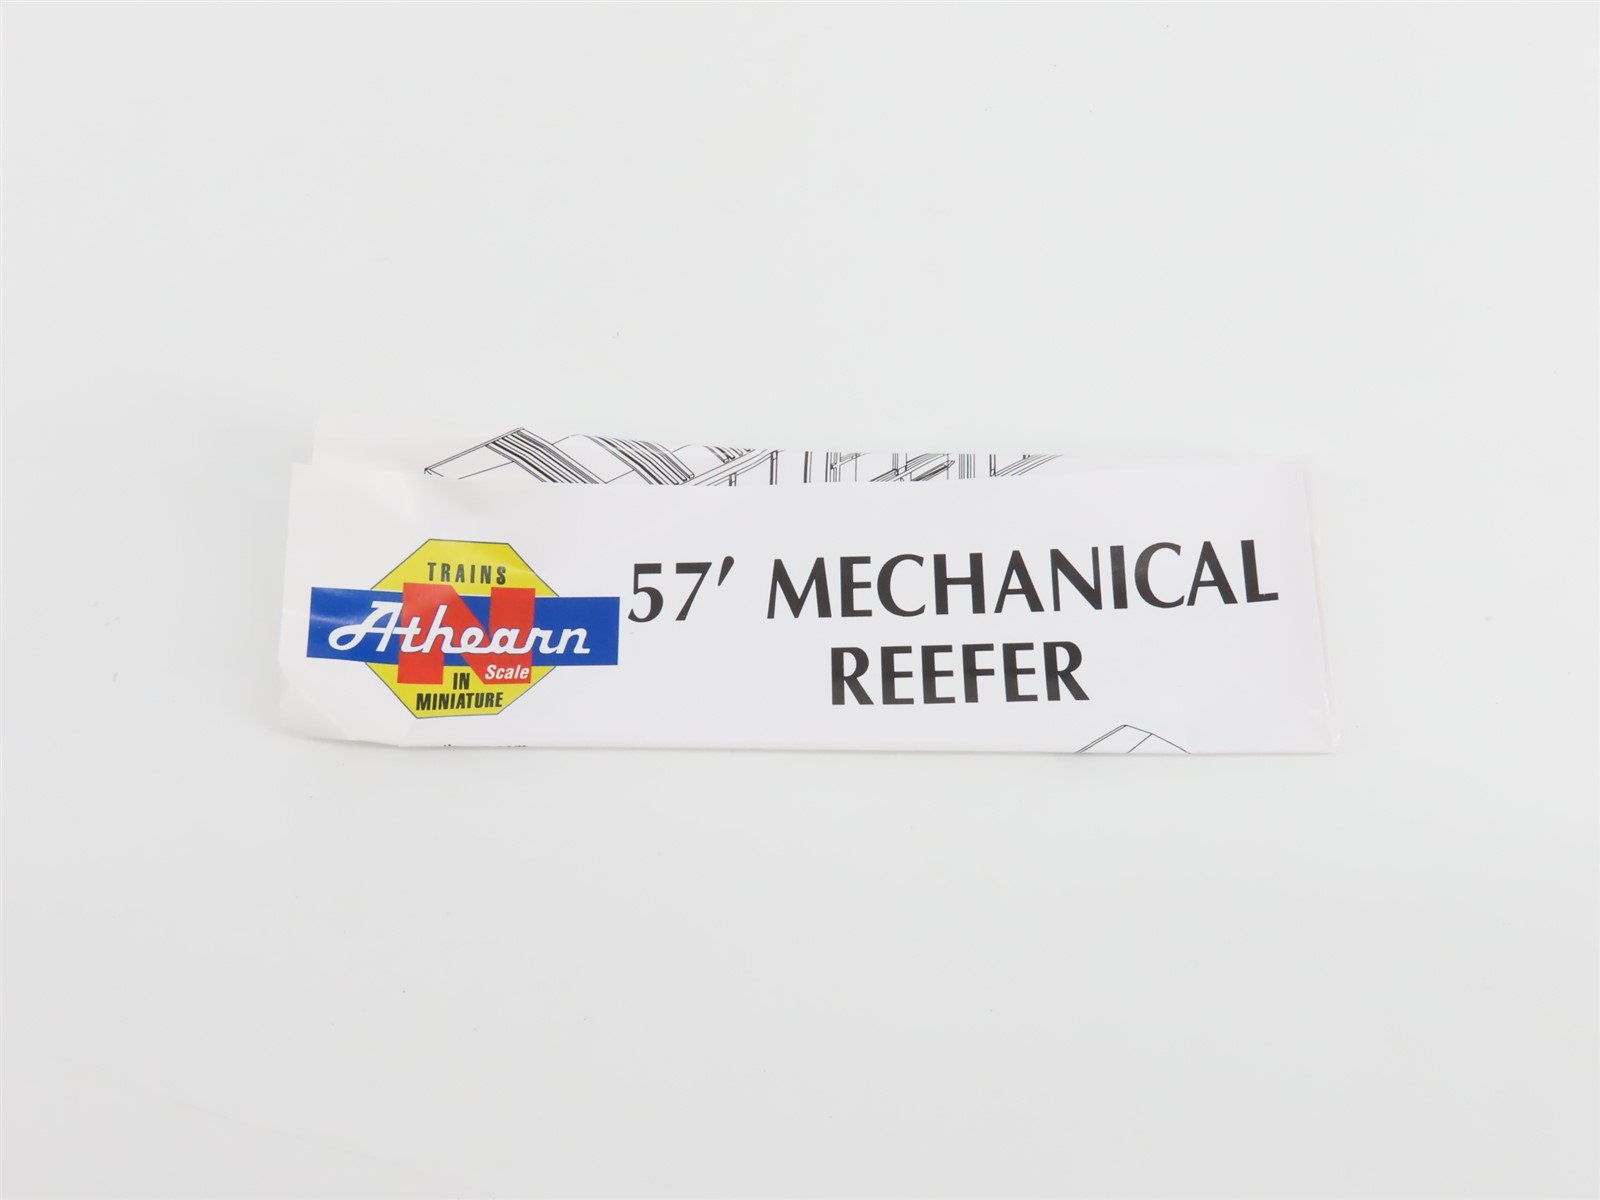 TRAINS
Athearn
N
Scale
IN
MINIATURE
57' MECHANICAL
REEFER